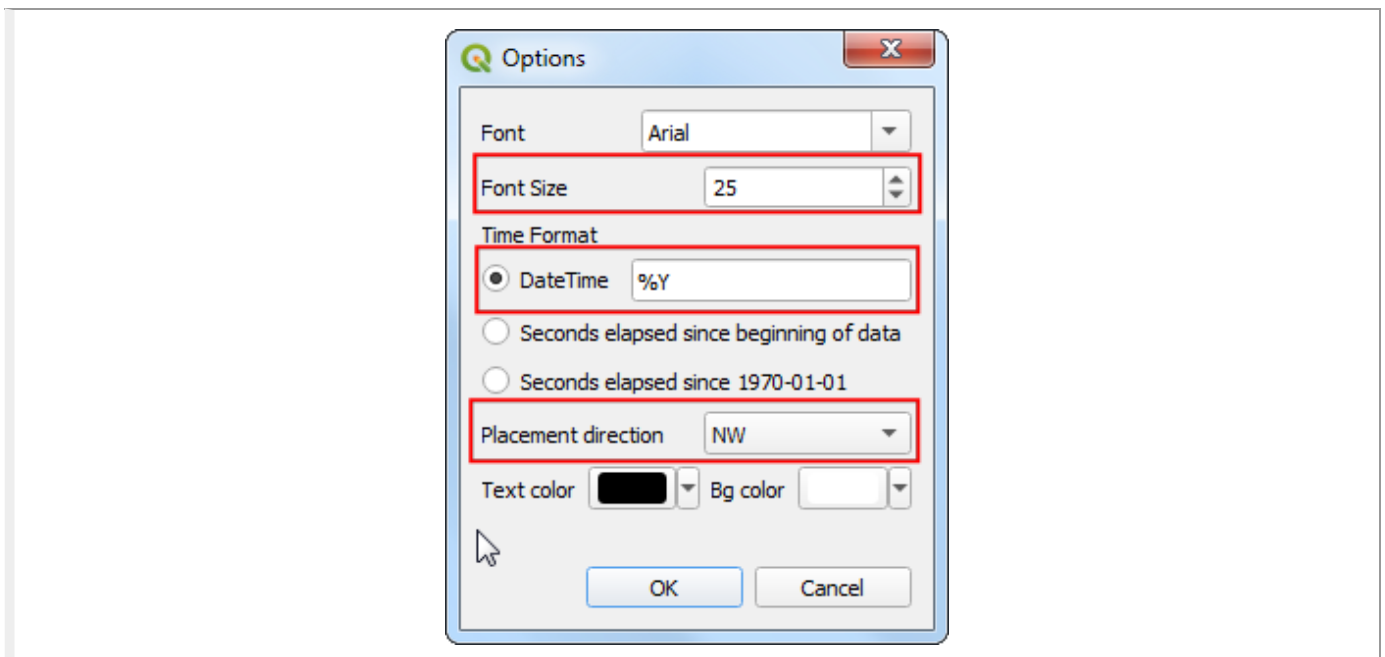 Options
Font Arial
Font Size 25
Time Format
DateTime %Y
Seconds elapsed since beginning of data
Seconds elapsed since 1970-01-01
Placement direction NW
Text color Bg color
OK Cancel